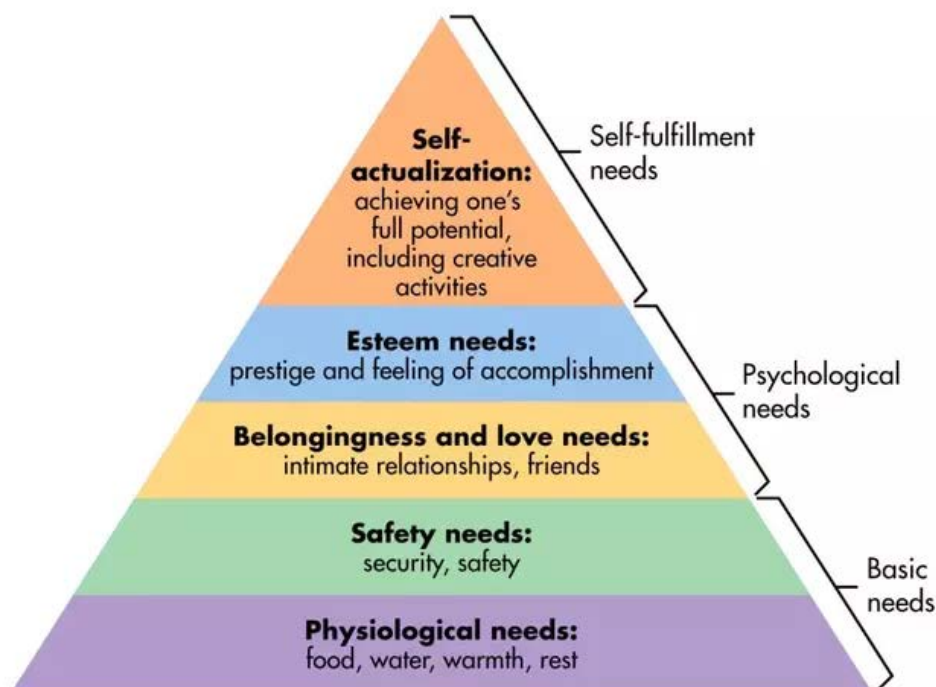 Self-
actualization:
achieving one's
full potential,
including creative
activities
Self-fulfillment
needs
Esteem needs:
prestige and feeling of accomplishment
Psychological
needs
Belongingness and love needs:
intimate relationships, friends
Safety needs:
security, safety
Basic
needs
Physiological needs:
food, water, warmth, rest